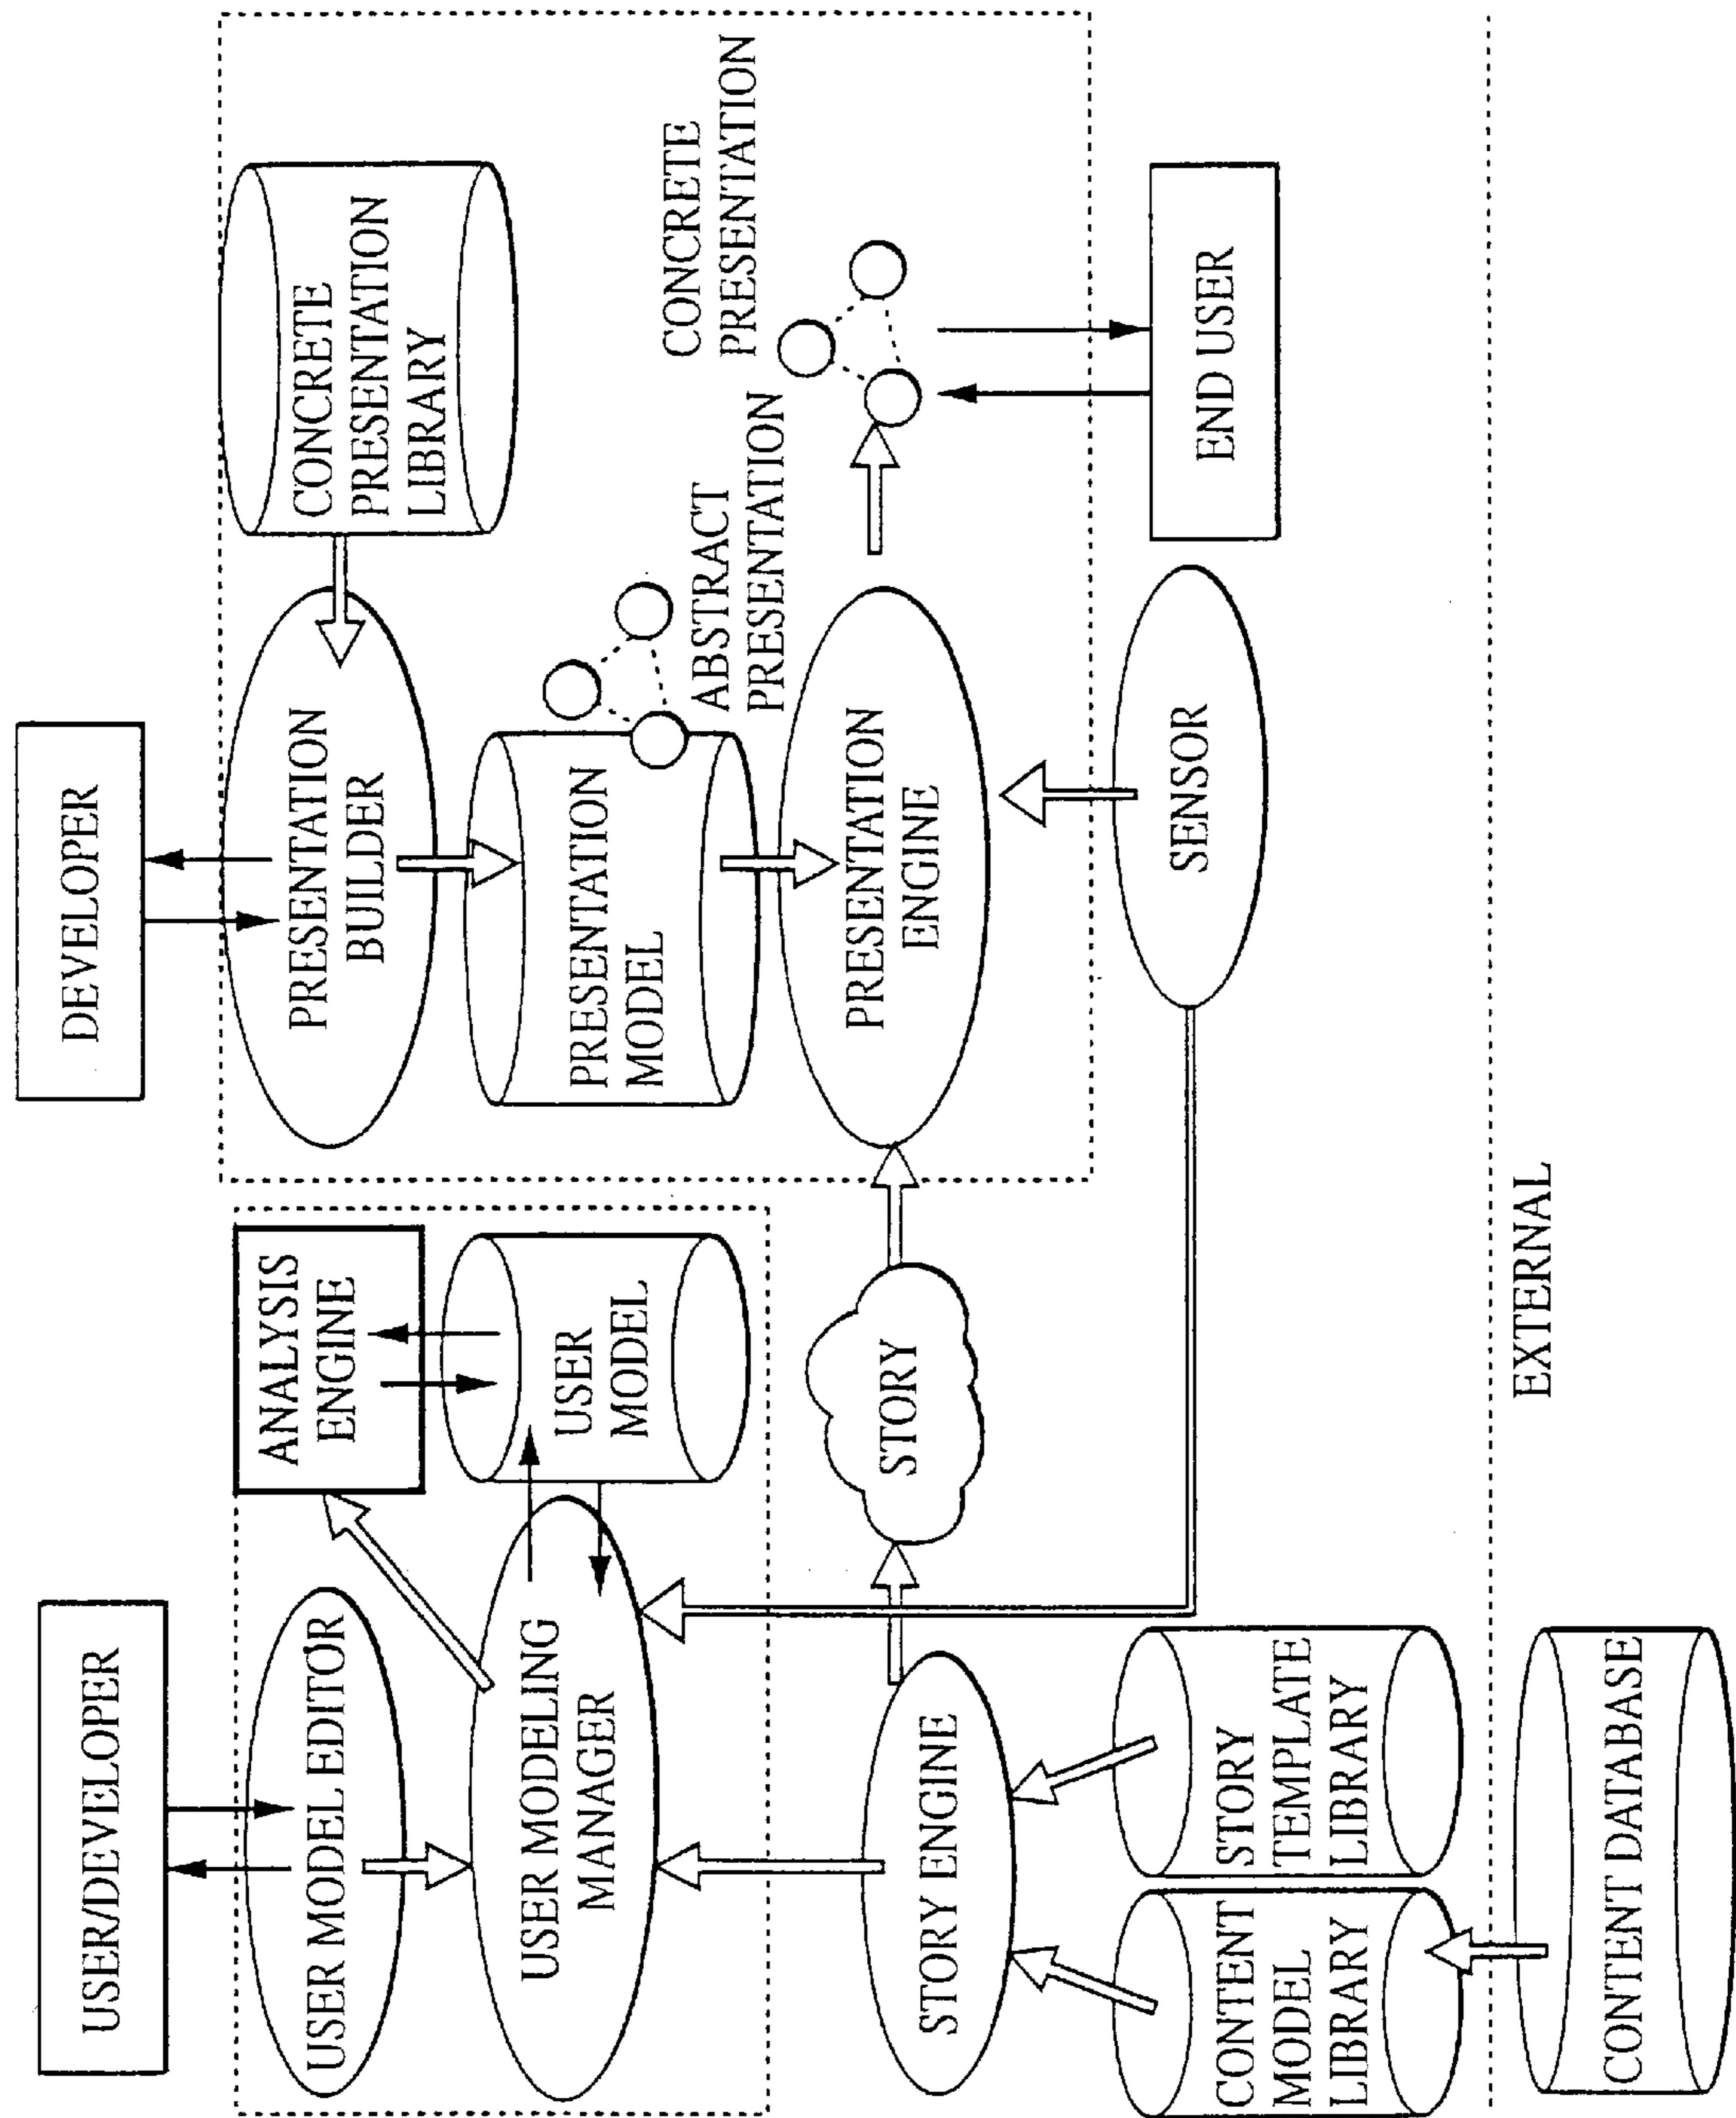 USER/DEVELOPER
DEVELOPER
USER MODEL EDITOR
ANALYSIS
ENGINE
PRESENTATION
BUILDER
CONCRETE
PRESENTATION
LIBRARY
USER MODELING
MANAGER
USER
MODEL
PRESENTATION
MODEL
ABSTRACT
PRESENTATION
CONCRETE
PRESENTATION
STORY ENGINE
STORY
PRESENTATION
ENGINE
CONTENT
MODEL
LIBRARY
STORY
TEMPLATE
LIBRARY
SENSOR
END USER
EXTERNAL
CONTENT DATABASE